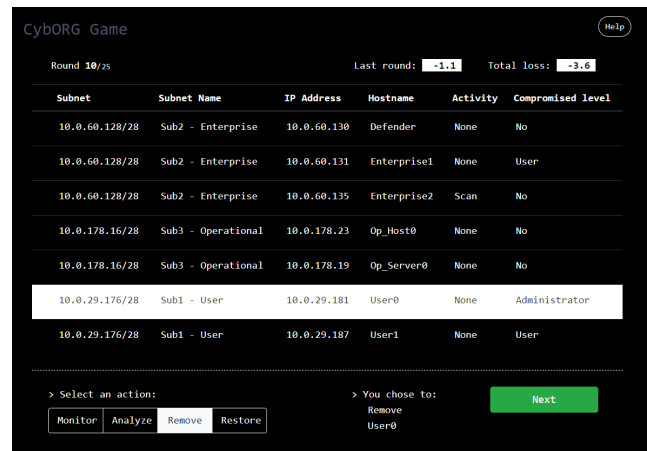 CybORG Game
Help
Round 10/25 Last round: -1.1 Total loss: -3.6
Subnet Subnet Name IP Address Hostname Activity Compromised level
10.0.60.128/28 Sub2 - Enterprise 10.0.60.130 Defender None No
10.0.60.128/28 Sub2 - Enterprise 10.0.60.131 Enterprise1 None User
10.0.60.128/28 Sub2 - Enterprise 10.0.60.135 Enterprise2 Scan No
10.0.178.16/28 Sub3 - Operational 10.0.178.23 Op_Host0 None No
10.0.178.16/28 Sub3 - Operational 10.0.178.19 Op_Server0 None No
10.0.29.176/28 Sub1 - User 10.0.29.181 User0 None Administrator
10.0.29.176/28 Sub1 - User 10.0.29.187 User1 None User
> Select an action:
Monitor Analyze Remove Restore
> You chose to:
Remove
User0
Next